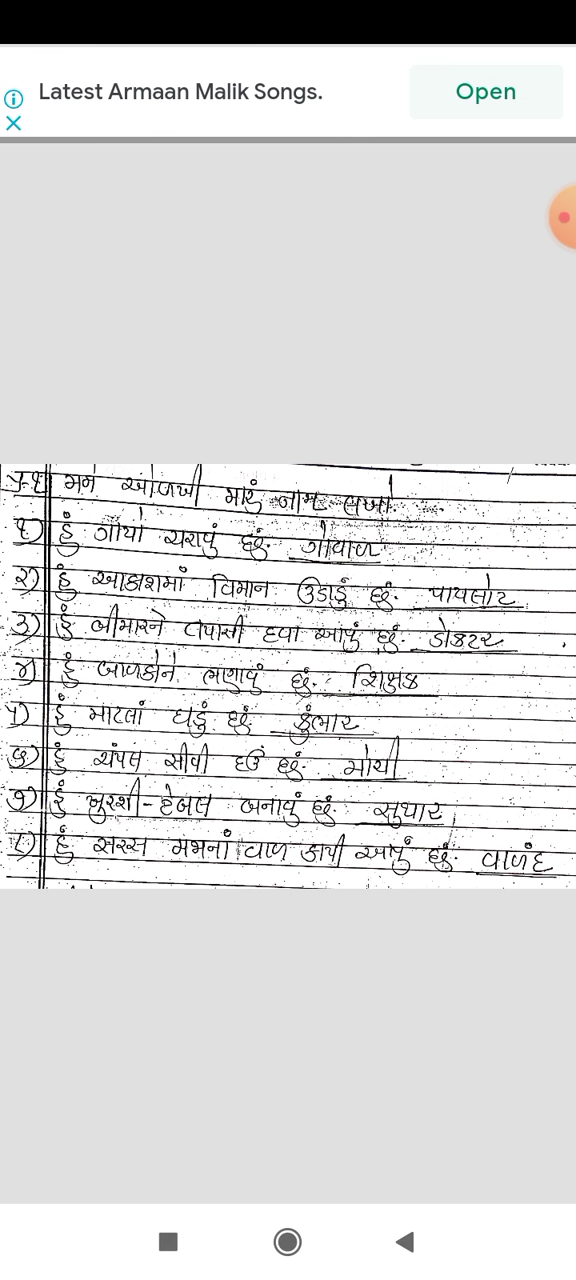 Latest Armaan Malik Songs.
Open
પ્ર-૧ મને ઓળખી મારું નામ લખો.
૧) હું ગાયો ચરાવું છું. ગોવાળ
૨) હું આકાશમાં વિમાન ઉડાડું છું. પાયલોટ
૩) હું બીમારને તપાસી દવા આપું છું. ડોકટર
૪) હું બાળકોને ભણાવું છું. શિક્ષક
૫) હું માટલાં ઘડું છું. કુંભાર
૬) હું ચંપલ સીવી દઉં છું. મોચી
૭) હું ખુરશી-ટેબલ બનાવું છું. સુથાર
૮) હું સરસ મજાનાં વાળ કાપી આપું છું. વાળંદ